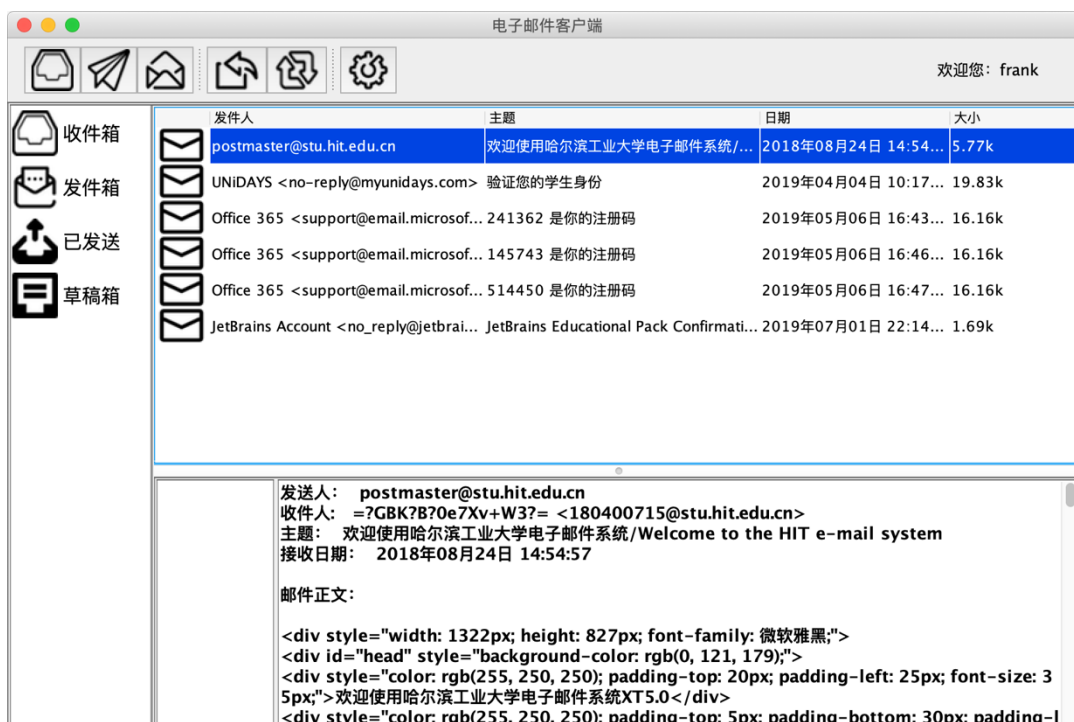 电子邮件客户端
欢迎您：frank
收件箱
发件箱
已发送
草稿箱
发件人 主题 日期 大小
postmaster@stu.hit.edu.cn 欢迎使用哈尔滨工业大学电子邮件系统/... 2018年08月24日 14:54... 5.77k
UNiDAYS <no-reply@myunidays.com> 验证您的学生身份 2019年04月04日 10:17... 19.83k
Office 365 <support@email.microsof... 241362 是你的注册码 2019年05月06日 16:43... 16.16k
Office 365 <support@email.microsof... 145743 是你的注册码 2019年05月06日 16:46... 16.16k
Office 365 <support@email.microsof... 514450 是你的注册码 2019年05月06日 16:47... 16.16k
JetBrains Account <no_reply@jetbrai... JetBrains Educational Pack Confirmati... 2019年07月01日 22:14... 1.69k
发送人： postmaster@stu.hit.edu.cn
收件人: =?GBK?B?0e7Xv+W3?= <180400715@stu.hit.edu.cn>
主题： 欢迎使用哈尔滨工业大学电子邮件系统/Welcome to the HIT e-mail system
接收日期： 2018年08月24日 14:54:57
邮件正文：
<div style="width: 1322px; height: 827px; font-family: 微软雅黑;">
<div id="head" style="background-color: rgb(0, 121, 179);">
<div style="color: rgb(255, 250, 250); padding-top: 20px; padding-left: 25px; font-size: 3
5px;">欢迎使用哈尔滨工业大学电子邮件系统XT5.0</div>
<div style="color: rgb(255, 250, 250); padding-top: 5px; padding-bottom: 30px; padding-l